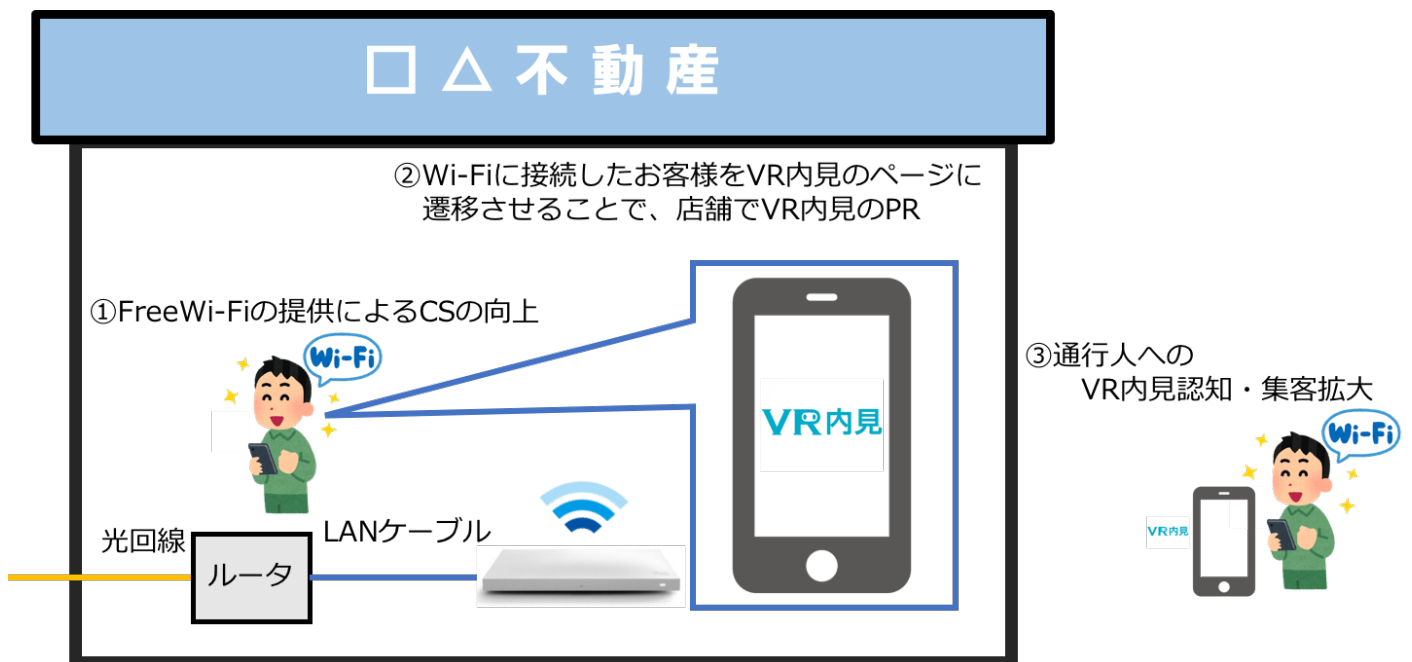 □△不動産
②Wi-Fiに接続したお客様をVR内見のページに
遷移させることで、店舗でVR内見のPR
①FreeWi-Fiの提供によるCSの向上
Wi-Fi
VR内見
③通行人への
VR内見認知・集客拡大
Wi-Fi
VR内見
光回線
ルータ
LANケーブル